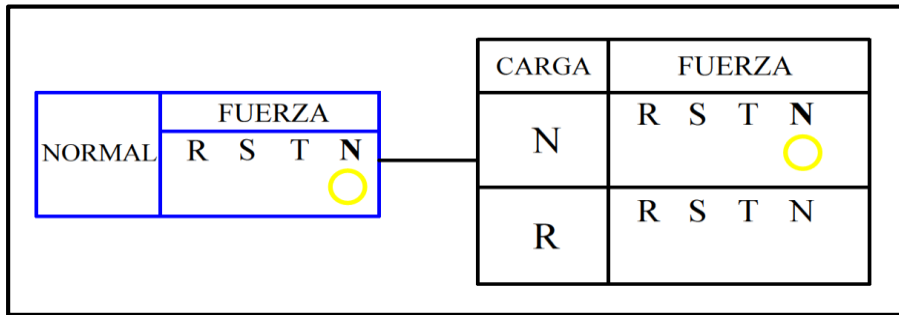 NORMAL
FUERZA
R S T N
CARGA FUERZA
N
R S T N
R
R S T N